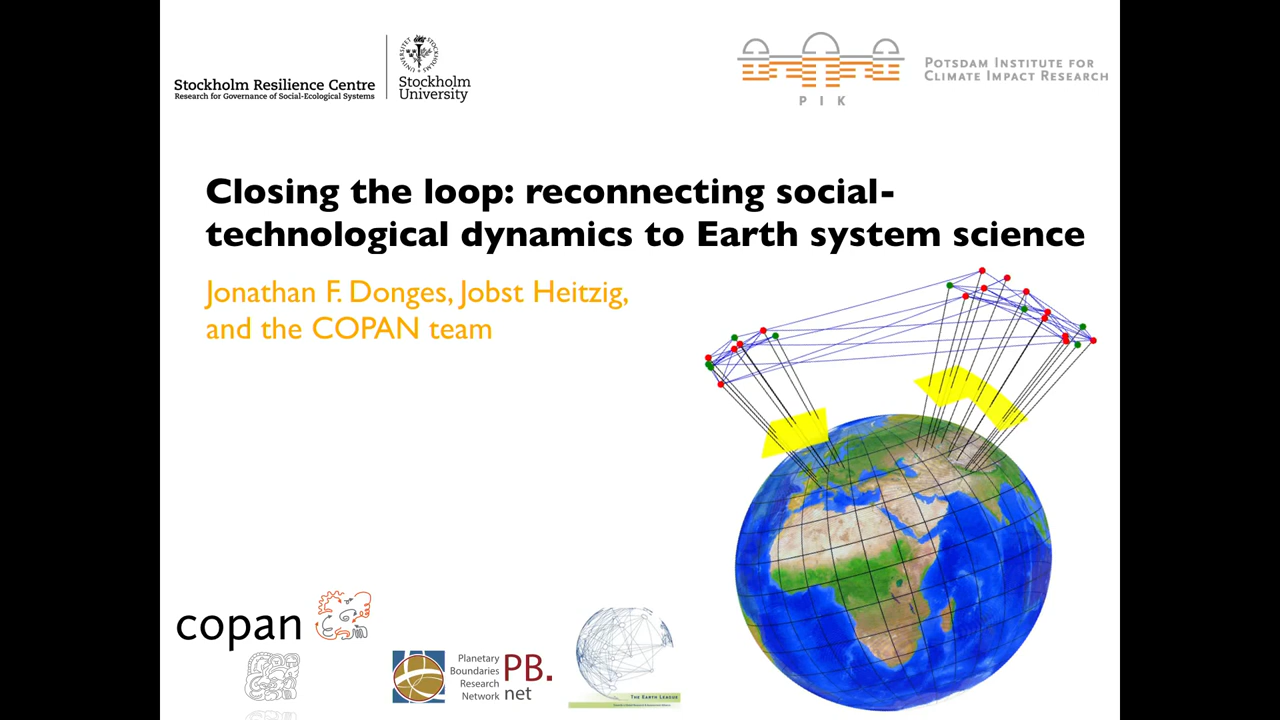 Stockholm Resilience Centre
Research for Governance of Social-Ecological Systems
Stockholm
University
POTSDAM INSTITUTE FOR
CLIMATE IMPACT RESEARCH
P I K
Closing the loop: reconnecting social-
technological dynamics to Earth system science
Jonathan F. Donges, Jobst Heitzig,
and the COPAN team
copan
Planetary
Boundaries
Research
Network
PB.
net
THE EARTH LEAGUE